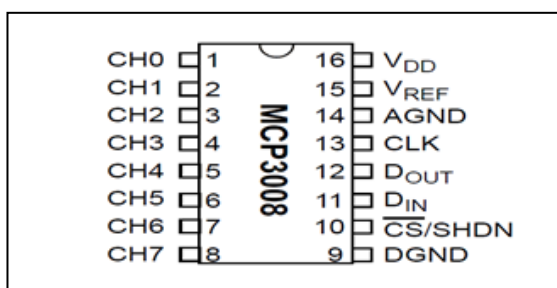 CH0 1 16 VDD
CH1 2 15 VREF
CH2 3 14 AGND
CH3 4 13 CLK
CH4 5 12 DOUT
CH5 6 11 DIN
CH6 7 10 C̅S̅/SHDN
CH7 8 9 DGND
MCP3008